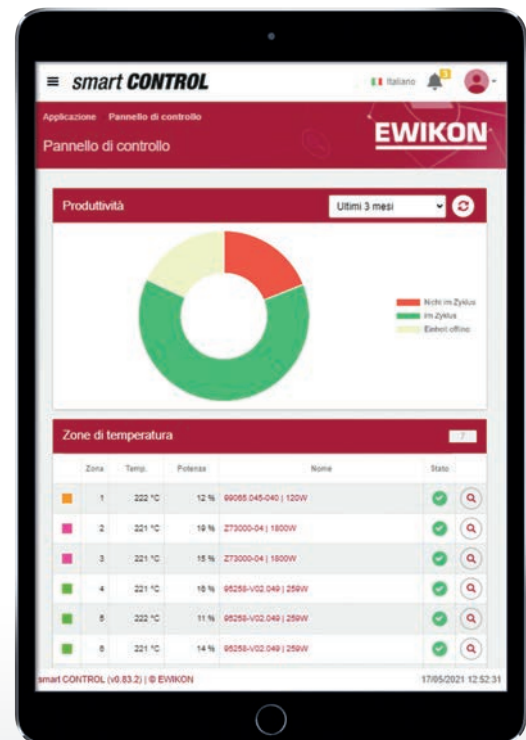 smart CONTROL
Italiano
3
Applicazione Pannello di controllo
Pannello di controllo
EWIKON
Produttività
Ultimi 3 mesi
Nicht im Zyklus
Im Zyklus
Einheit offline
Zone di temperatura
7
Zona Temp. Potenza Nome Stato
1 222 °C 12 % 99065.045-040 | 120W
2 221 °C 19 % Z73000-04 | 1800W
3 221 °C 15 % Z73000-04 | 1800W
4 221 °C 16 % 95258-V02.049 | 259W
5 222 °C 11 % 95258-V02.049 | 259W
6 221 °C 14 % 95258-V02.049 | 259W
smart CONTROL (v0.83.2) | © EWIKON
17/05/2021 12:52:31